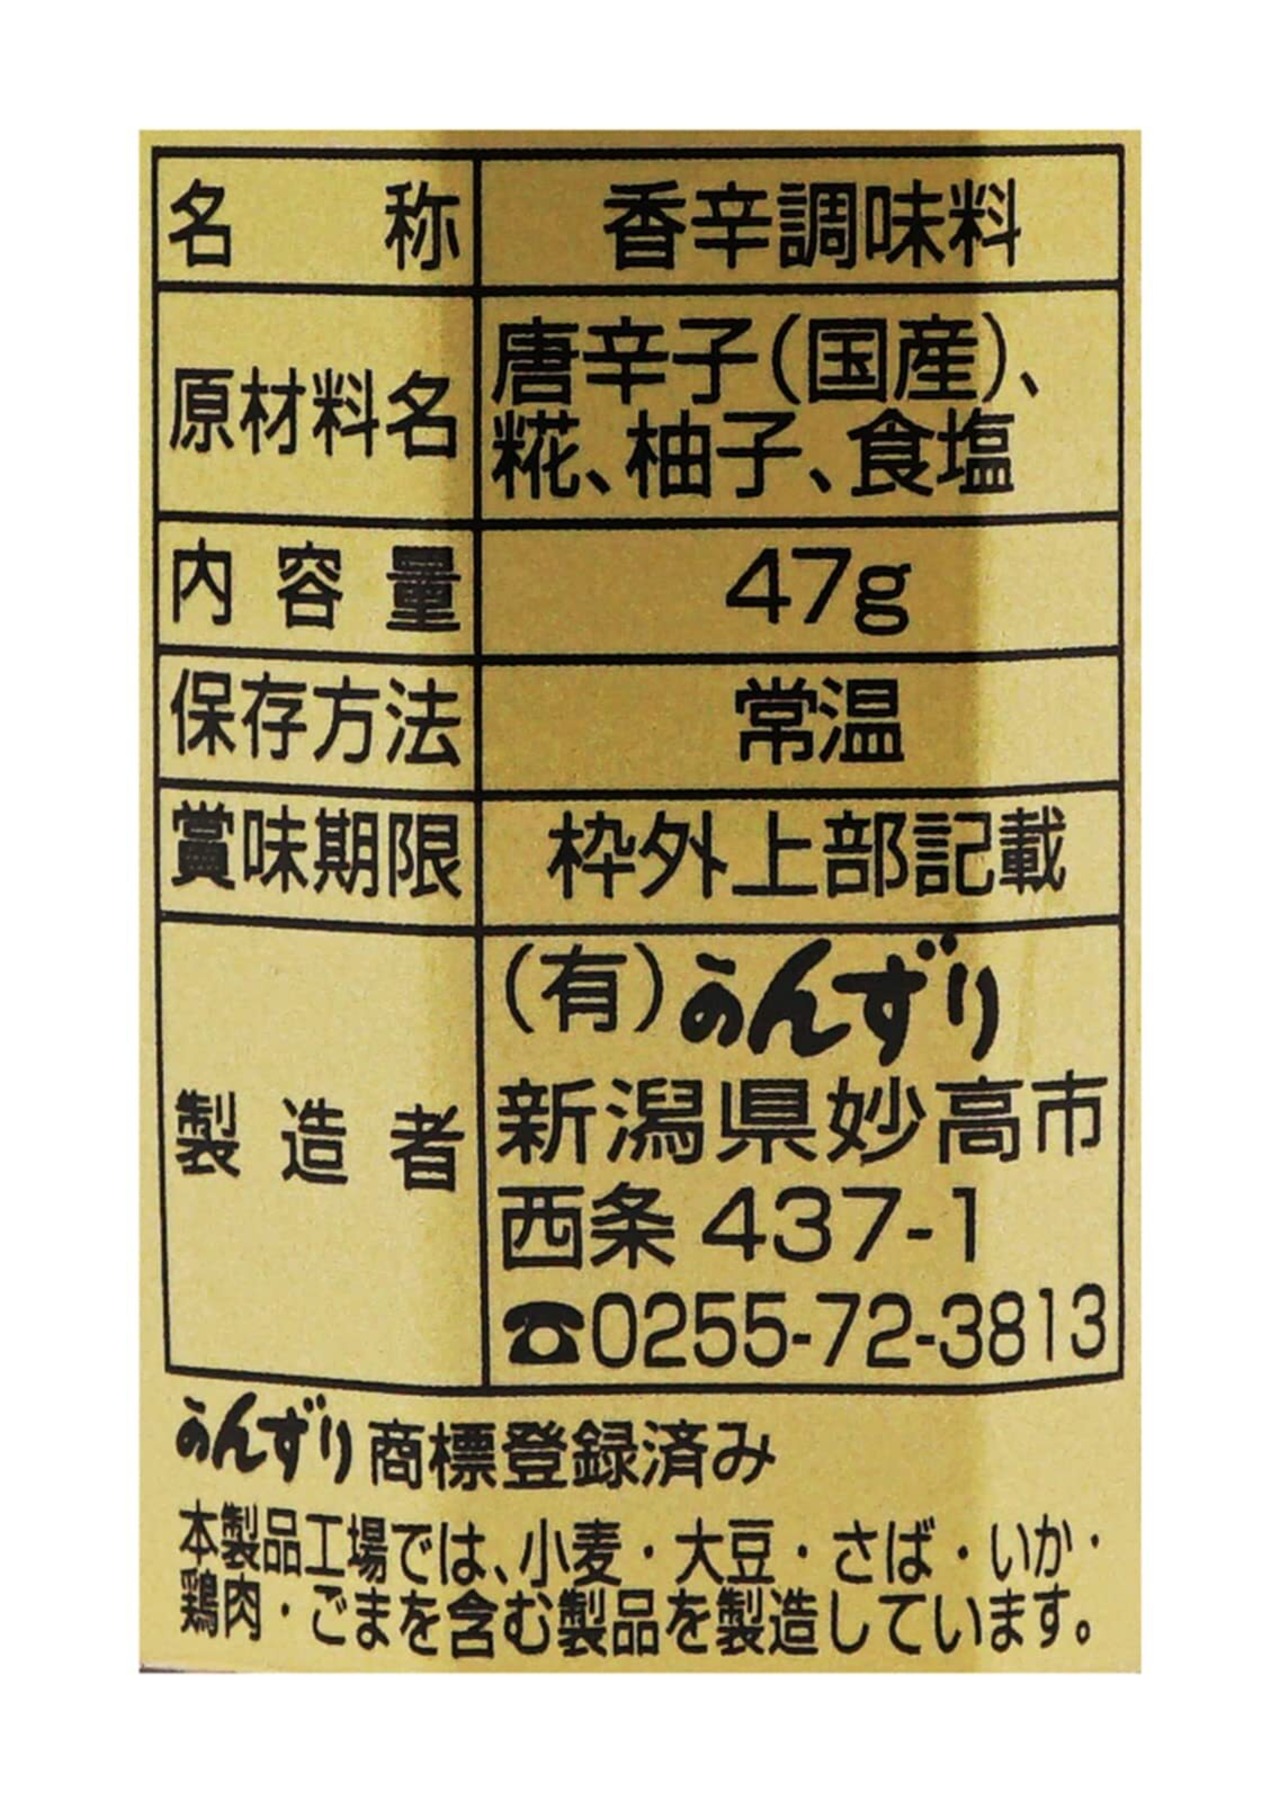 名称 香辛調味料
原材料名 唐辛子(国産)、
糀、柚子、食塩
内容量 47g
保存方法 常温
賞味期限 枠外上部記載
製造者 (有)かんずり
新潟県妙高市
西条437-1
☎0255-72-3813
かんずり商標登録済み
本製品工場では、小麦・大豆・さば・いか・
鶏肉・ごまを含む製品を製造しています。